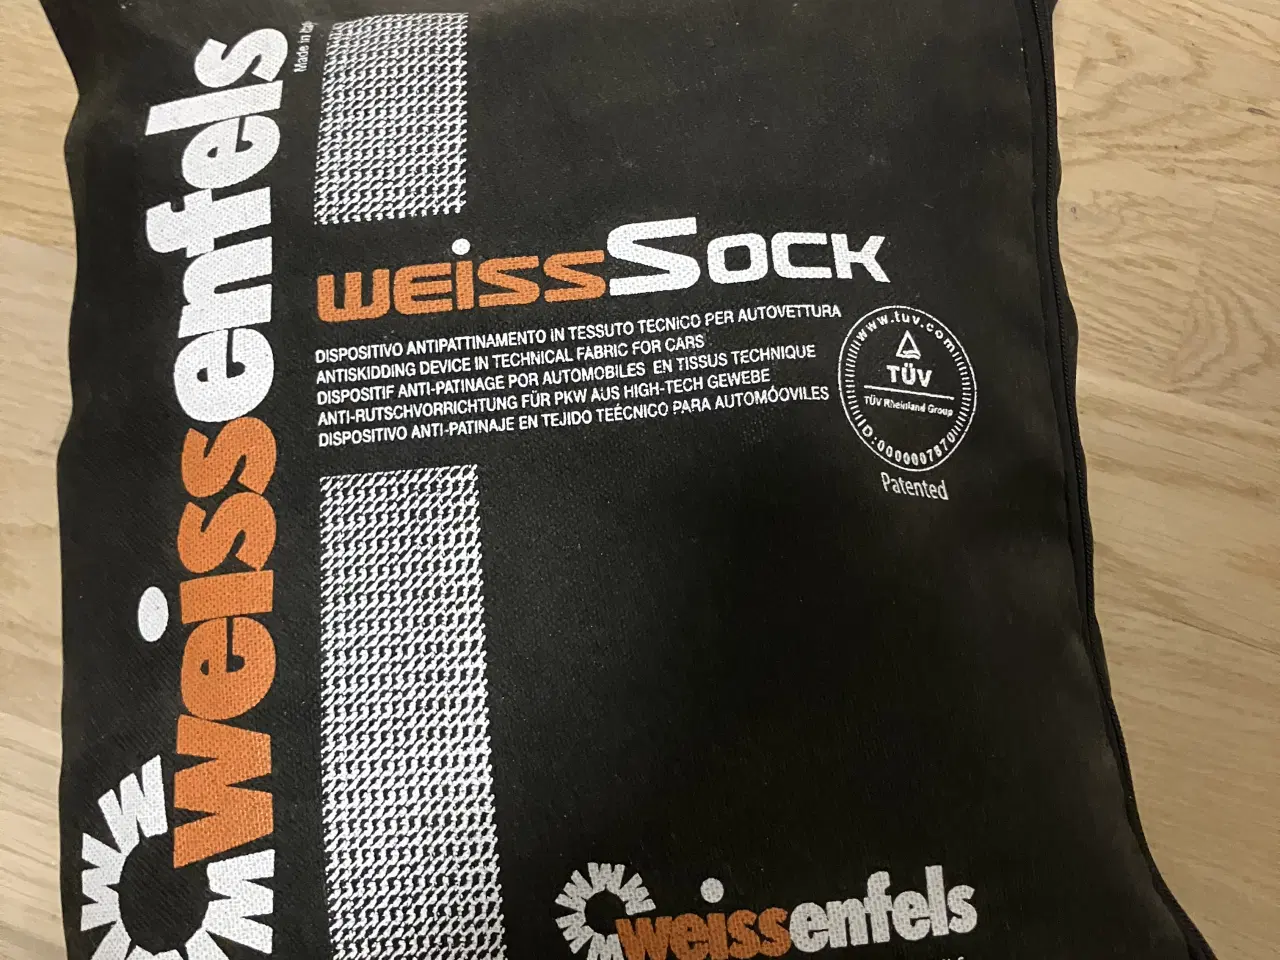 weissenfels
Made in Italy
weissSock
DISPOSITIVO ANTIPATTINAMENTO IN TESSUTO TECNICO PER AUTOVETTURA
ANTISKIDDING DEVICE IN TECHNICAL FABRIC FOR CARS
DISPOSITIF ANTI-PATINAGE POR AUTOMOBILES EN TISSUS TECHNIQUE
ANTI-RUTSCHVORRICHTUNG FÜR PKW AUS HIGH-TECH GEWEBE
DISPOSITIVO ANTI-PATINAJE EN TEJIDO TEÉCNICO PARA AUTOMÓOVILES
www.tuv.com
TÜV
TÜV Rheinland Group
ID:0000007870
Patented
weissenfels